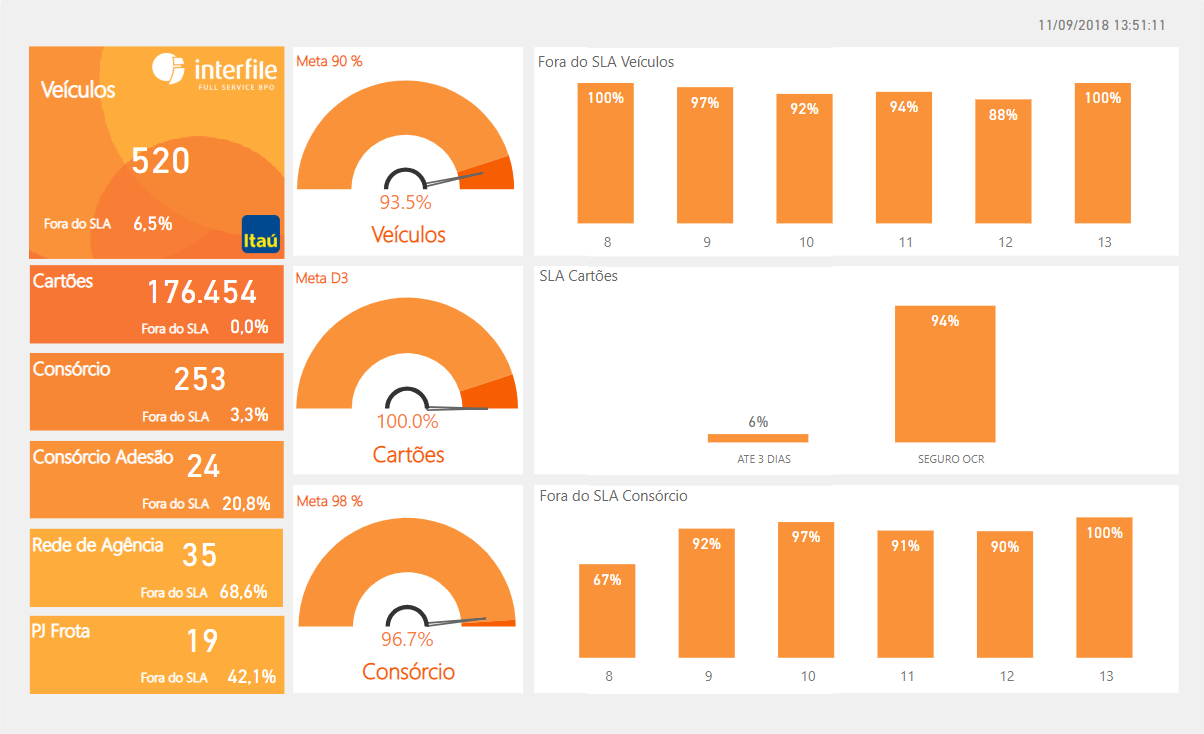 11/09/2018 13:51:11
Veículos
interfile
FULL SERVICE BPO
520
Fora do SLA 6,5%
Itaú
Cartões
176.454
Fora do SLA 0,0%
Consórcio
253
Fora do SLA 3,3%
Consórcio Adesão
24
Fora do SLA 20,8%
Rede de Agência
35
Fora do SLA 68,6%
PJ Frota
19
Fora do SLA 42,1%
Meta 90 %
93.5%
Veículos
Meta D3
100.0%
Cartões
Meta 98 %
96.7%
Consórcio
Fora do SLA Veículos
100% 97% 92% 94% 88% 100%
8 9 10 11 12 13
SLA Cartões
6% 94%
ATE 3 DIAS SEGURO OCR
Fora do SLA Consórcio
67% 92% 97% 91% 90% 100%
8 9 10 11 12 13